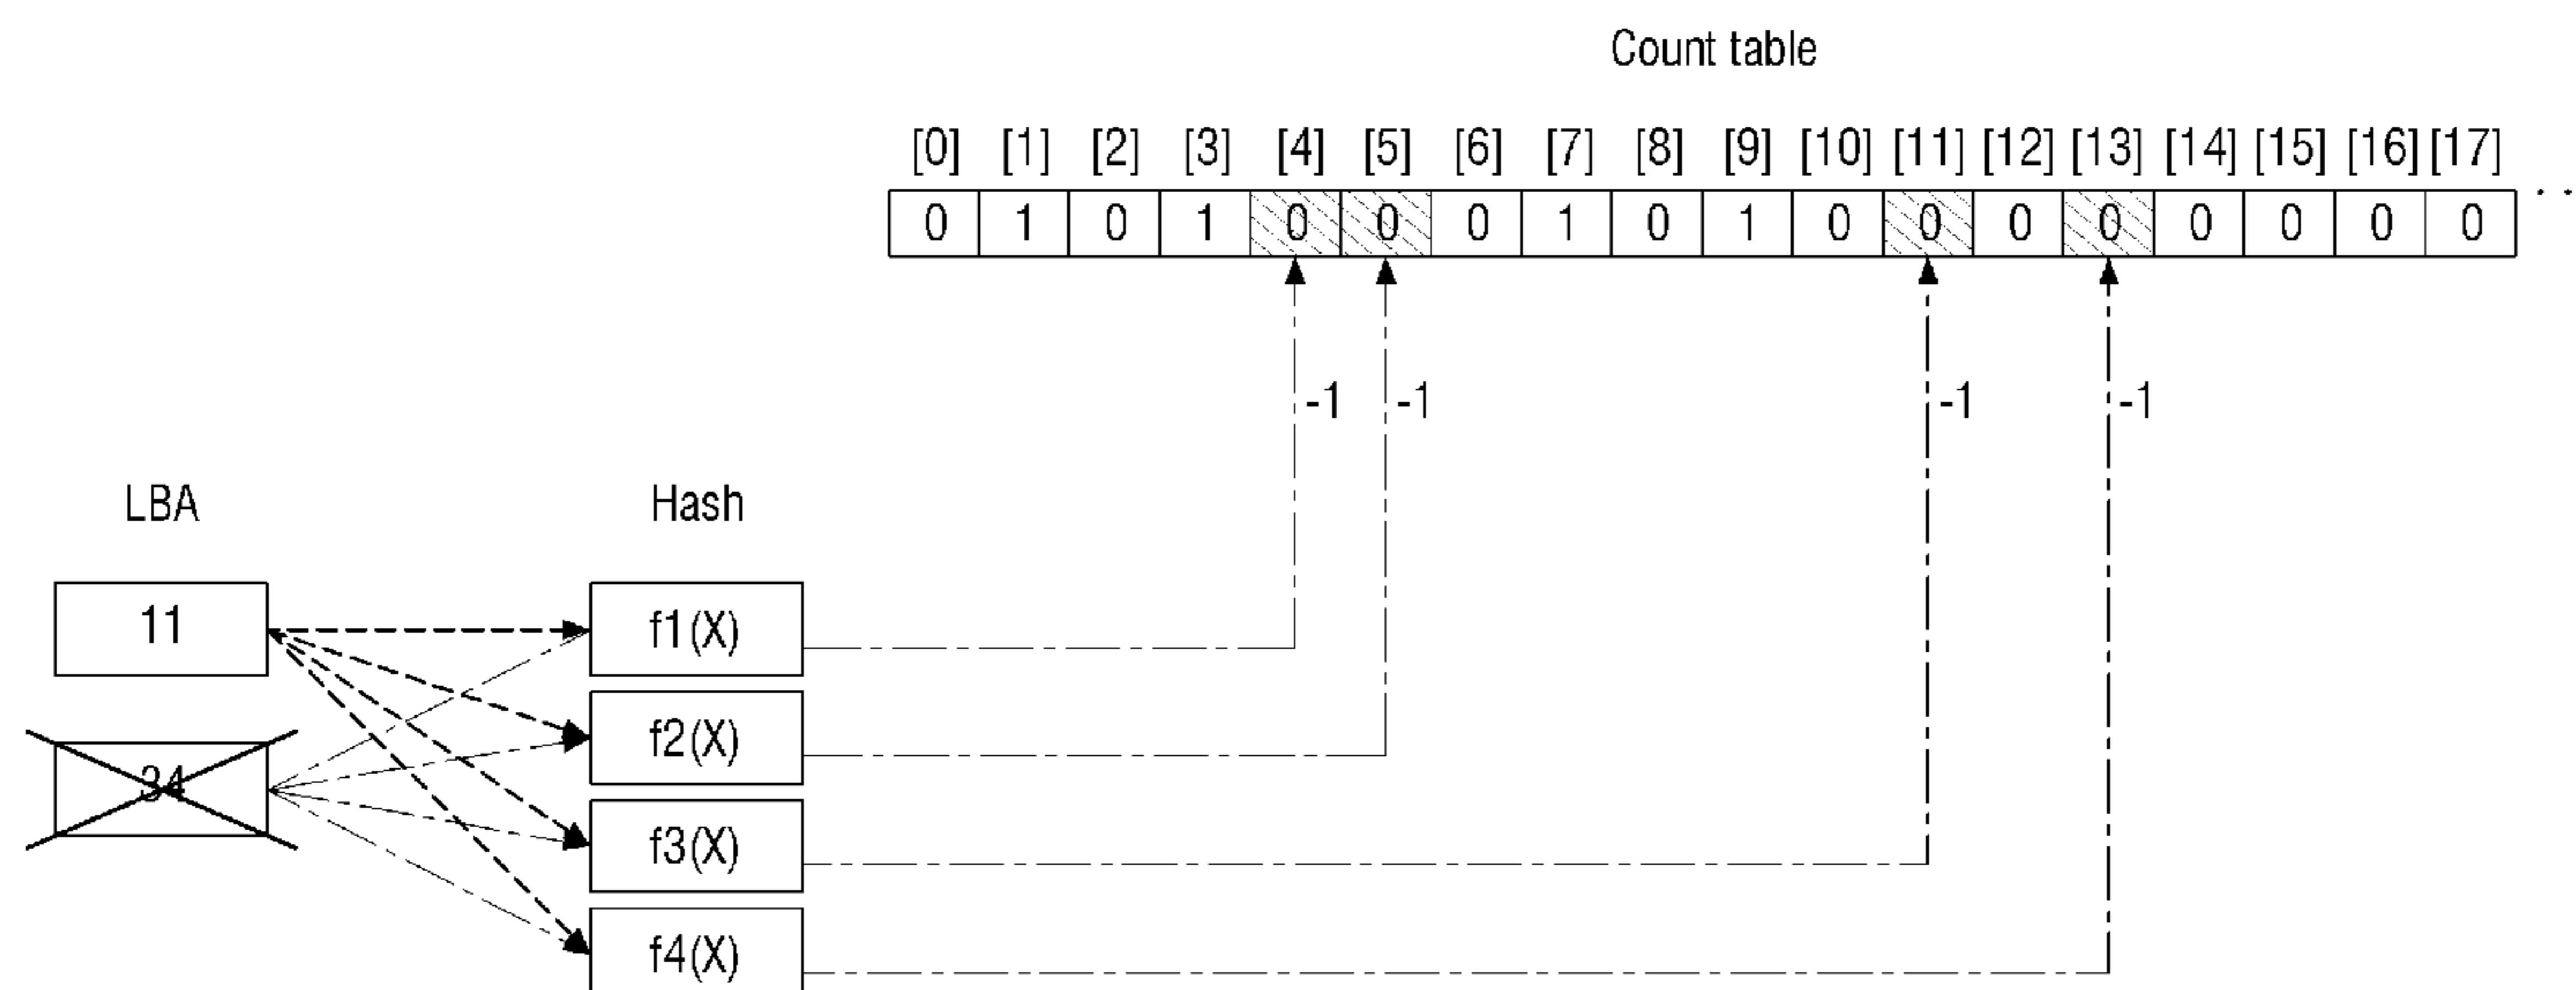 Count table
[0] [1] [2] [3] [4] [5] [6] [7] [8] [9] [10] [11] [12] [13] [14] [15] [16] [17]
0 1 0 1 0 0 0 1 0 1 0 0 0 0 0 0 0 0 ..
-1 -1 -1 -1
LBA Hash
11 f1(X)
f2(X)
34
f3(X)
f4(X)